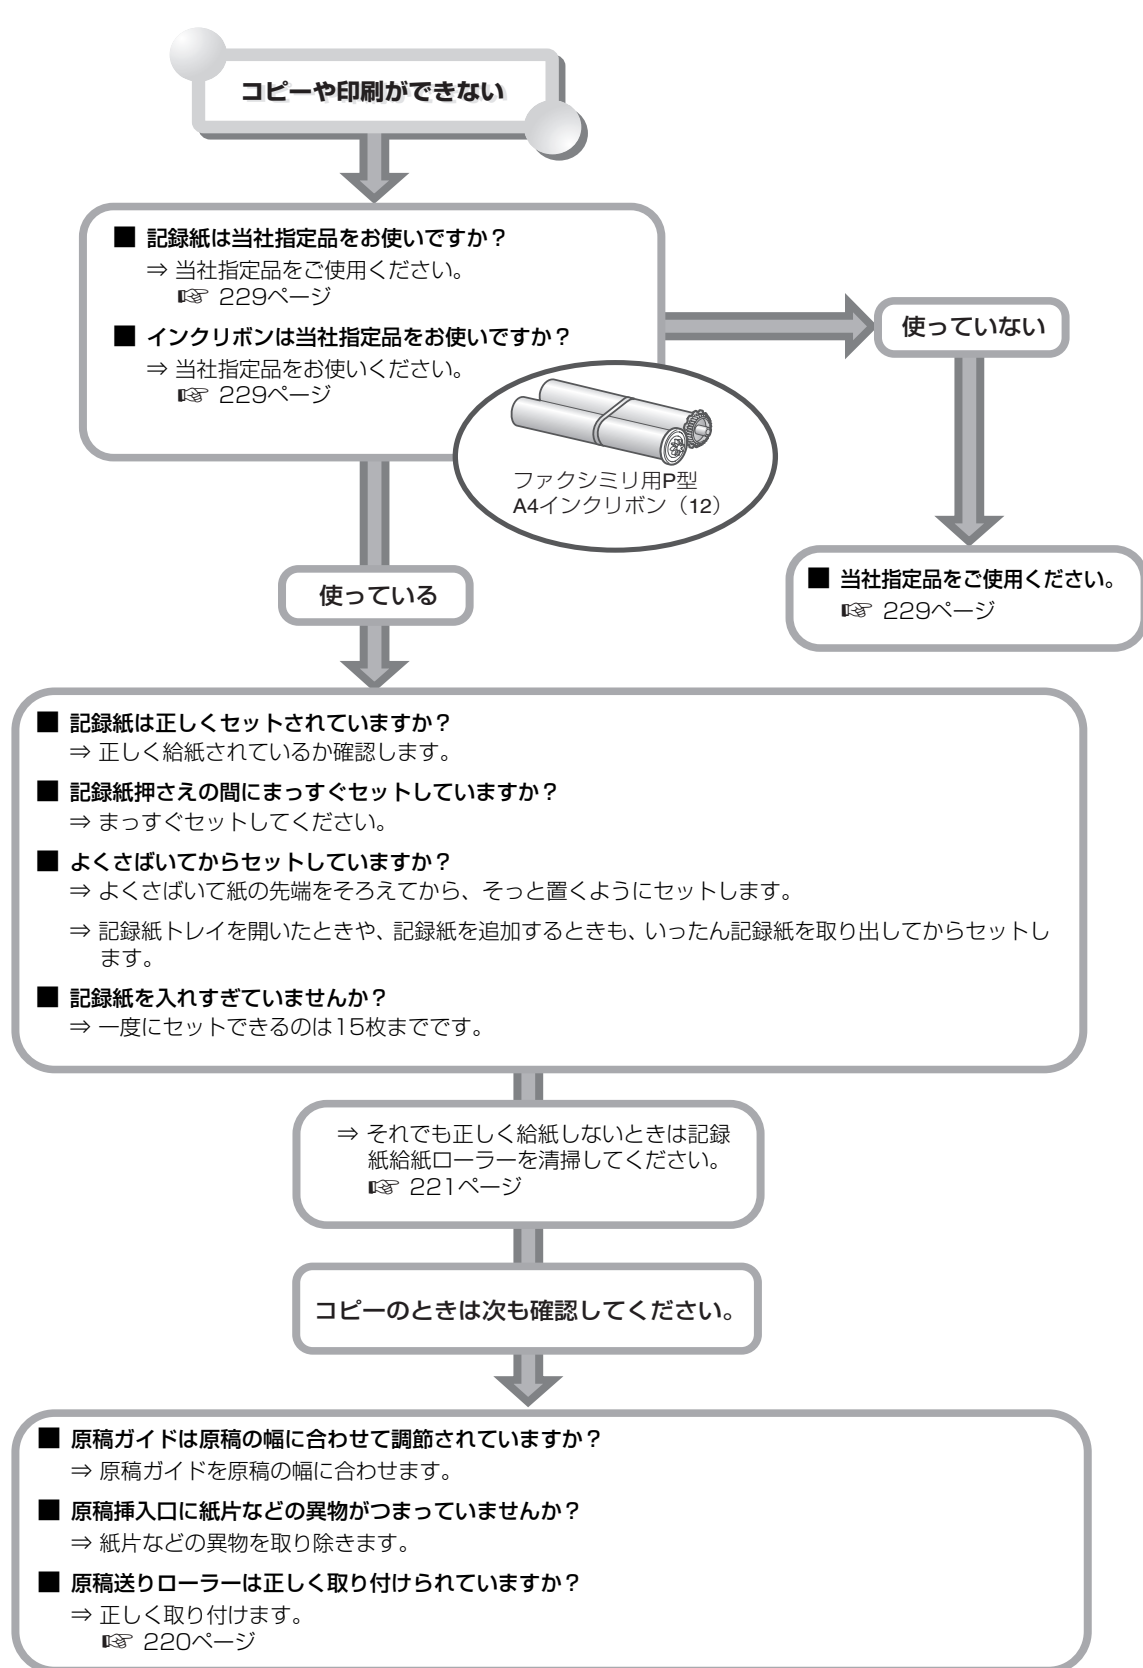 コピーや印刷ができない
■ 記録紙は当社指定品をお使いですか？
⇒ 当社指定品をご使用ください。
☞ 229ページ
■ インクリボンは当社指定品をお使いですか？
⇒ 当社指定品をお使いください。
☞ 229ページ
ファクシミリ用P型
A4インクリボン（12）
使っていない
■ 当社指定品をご使用ください。
☞ 229ページ
使っている
■ 記録紙は正しくセットされていますか？
⇒ 正しく給紙されているか確認します。
■ 記録紙押さえの間にまっすぐセットしていますか？
⇒ まっすぐセットしてください。
■ よくさばいてからセットしていますか？
⇒ よくさばいて紙の先端をそろえてから、そっと置くようにセットします。
⇒ 記録紙トレイを開いたときや、記録紙を追加するときも、いったん記録紙を取り出してからセットし
ます。
■ 記録紙を入れすぎていませんか？
⇒ 一度にセットできるのは15枚までです。
⇒ それでも正しく給紙しないときは記録
紙給紙ローラーを清掃してください。
☞ 221ページ
コピーのときは次も確認してください。
■ 原稿ガイドは原稿の幅に合わせて調節されていますか？
⇒ 原稿ガイドを原稿の幅に合わせます。
■ 原稿挿入口に紙片などの異物がつまっていませんか？
⇒ 紙片などの異物を取り除きます。
■ 原稿送りローラーは正しく取り付けられていますか？
⇒ 正しく取り付けます。
☞ 220ページ